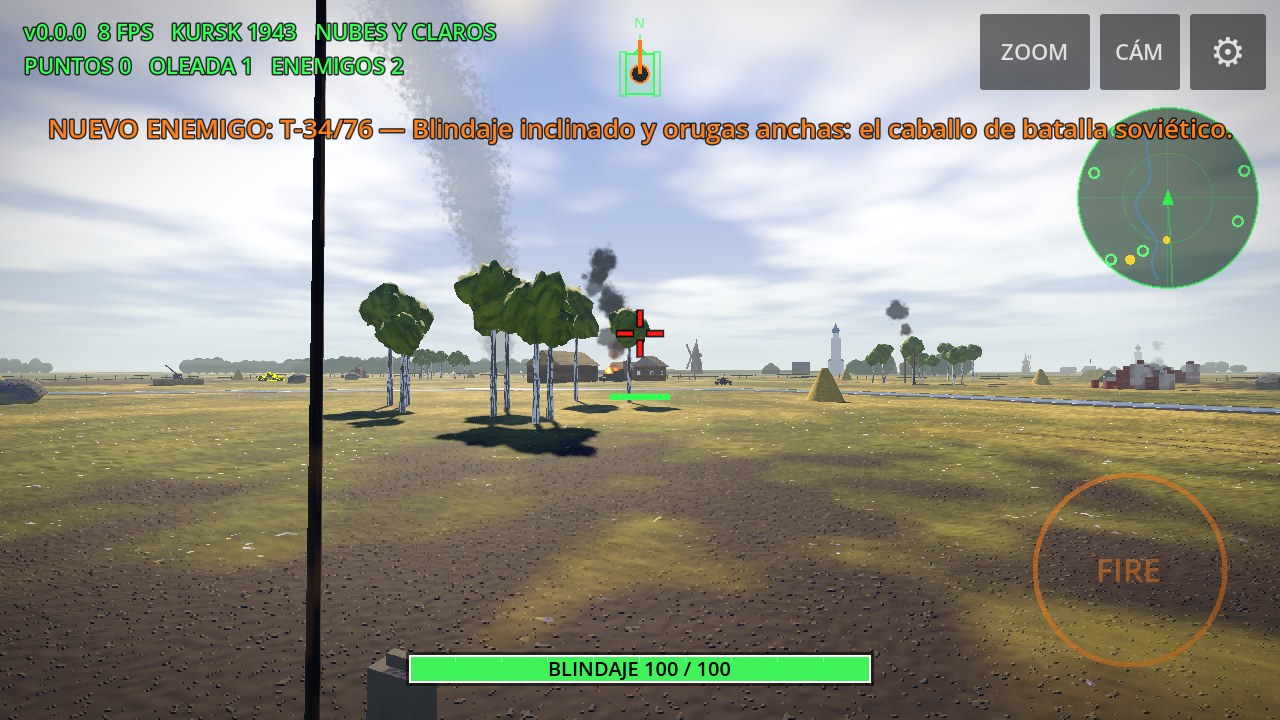 v0.0.0 8 FPS KURSK 1943 NUBES Y CLAROS
PUNTOS 0 OLEADA 1 ENEMIGOS 2
N
ZOOM
CÁM
NUEVO ENEMIGO: T-34/76 — Blindaje inclinado y orugas anchas: el caballo de batalla soviético.
FIRE
BLINDAJE 100 / 100